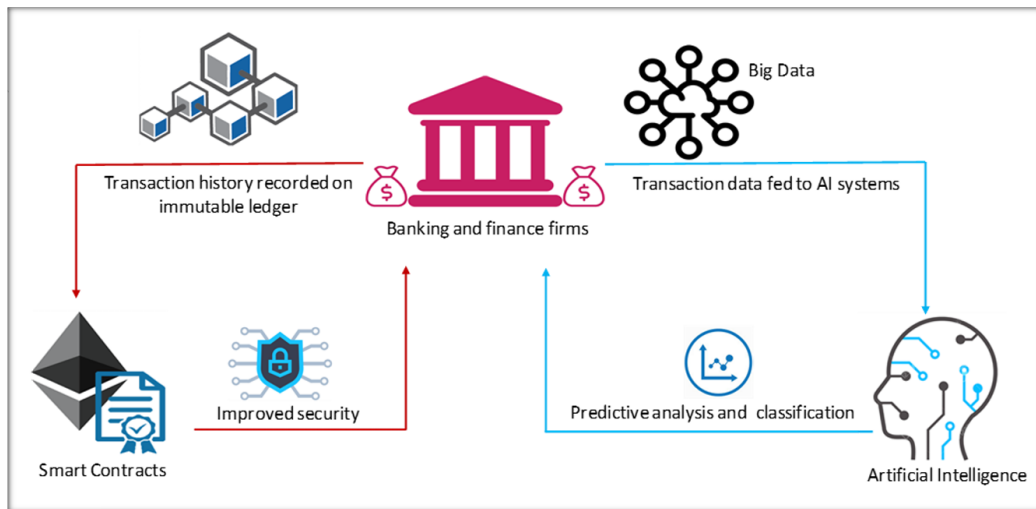 Big Data
Transaction history recorded on
immutable ledger
$
$
Transaction data fed to AI systems
Banking and finance firms
Improved security
Predictive analysis and classification
Smart Contracts
Artificial Intelligence